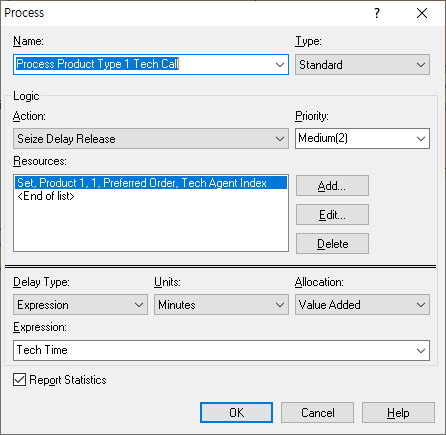 Process
?
Name:
Type:
Process Product Type 1 Tech Call
Standard
Logic
Action:
Priority:
Seize Delay Release
Medium(2)
Resources:
Set, Product 1, 1, Preferred Order, Tech Agent Index
<End of list>
Add...
Edit...
Delete
Delay Type:
Units:
Allocation:
Expression
Minutes
Value Added
Expression:
Tech Time
Report Statistics
OK
Cancel
Help